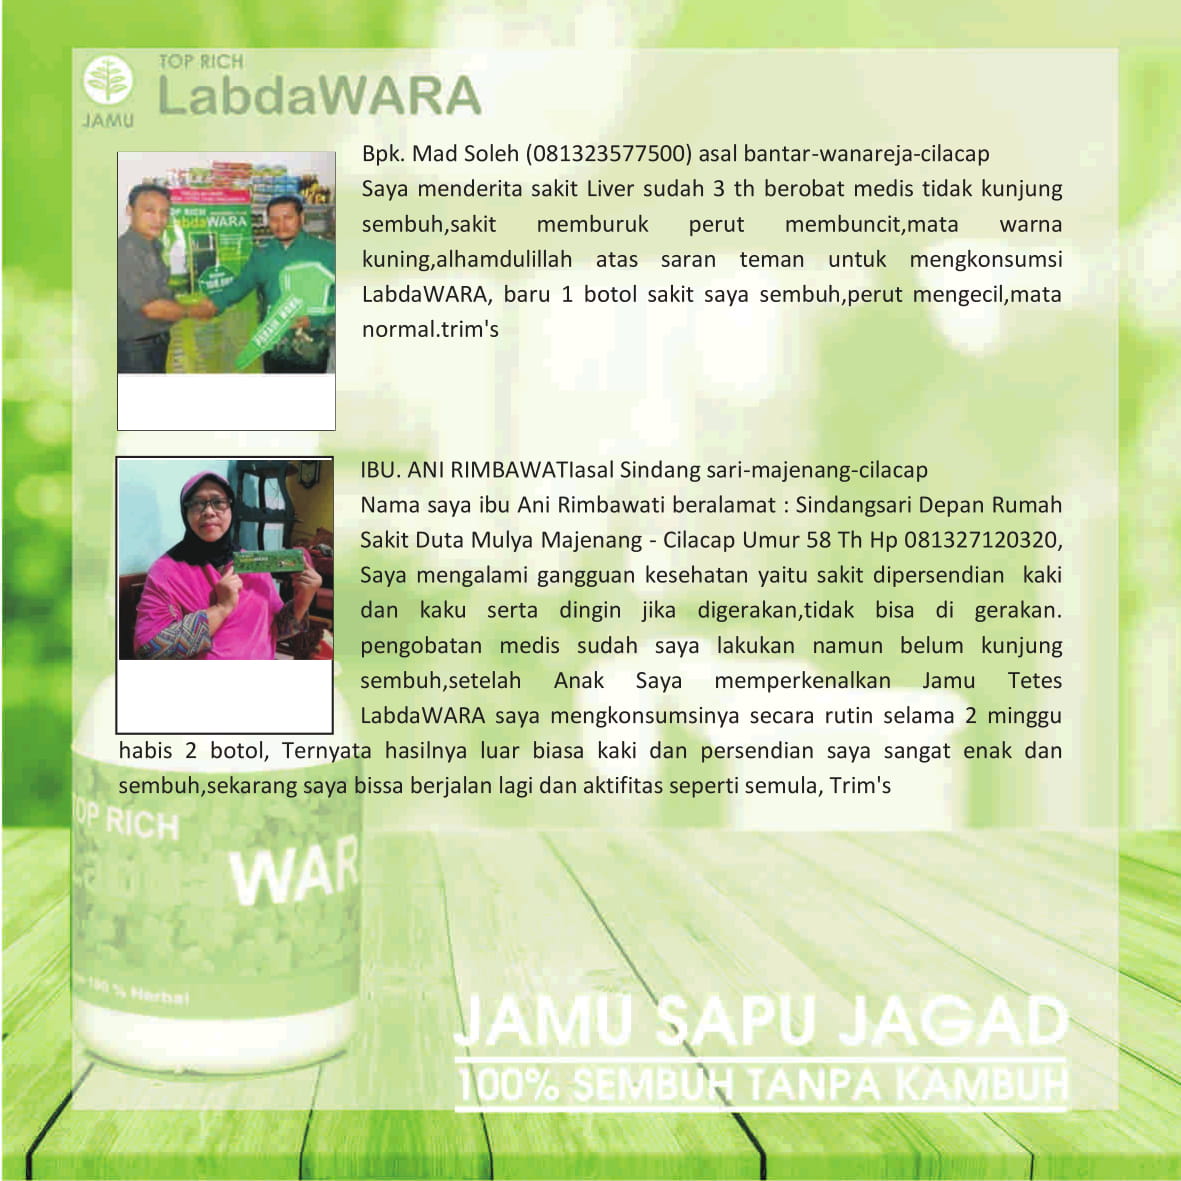 TOP RICH
LabdaWARA
JAMU
Bpk. Mad Soleh (081323577500) asal bantar-wanareja-cilacap
Saya menderita sakit Liver sudah 3 th berobat medis tidak kunjung
sembuh,sakit memburuk perut membuncit,mata warna
kuning,alhamdulillah atas saran teman untuk mengkonsumsi
LabdaWARA, baru 1 botol sakit saya sembuh,perut mengecil,mata
normal.trim's
TOP RICH
LabdaWARA
IBU. ANI RIMBAWATIasal Sindang sari-majenang-cilacap
Nama saya ibu Ani Rimbawati beralamat : Sindangsari Depan Rumah
Sakit Duta Mulya Majenang - Cilacap Umur 58 Th Hp 081327120320,
Saya mengalami gangguan kesehatan yaitu sakit dipersendian kaki
dan kaku serta dingin jika digerakan,tidak bisa di gerakan.
pengobatan medis sudah saya lakukan namun belum kunjung
sembuh,setelah Anak Saya memperkenalkan Jamu Tetes
LabdaWARA saya mengkonsumsinya secara rutin selama 2 minggu
habis 2 botol, Ternyata hasilnya luar biasa kaki dan persendian saya sangat enak dan
sembuh,sekarang saya bissa berjalan lagi dan aktifitas seperti semula, Trim's
TOP RICH
WAR
100 % Herbal
JAMU SAPU JAGAD
100% SEMBUH TANPA KAMBUH